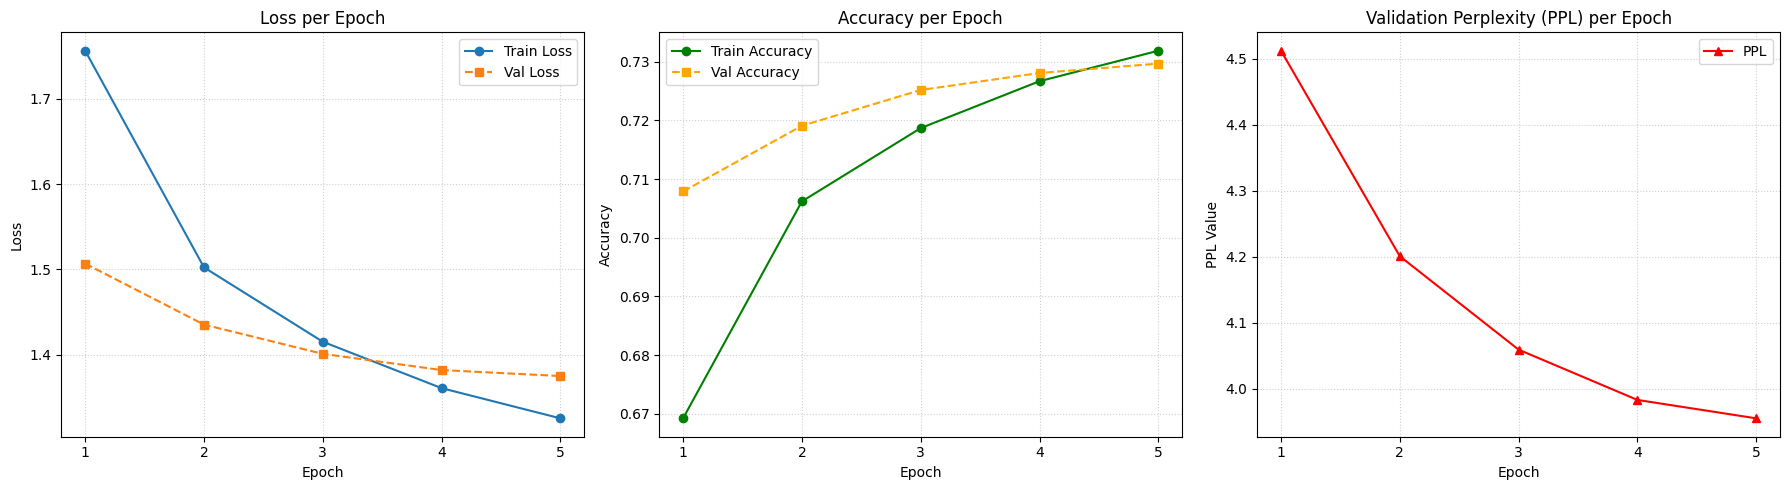 Loss per Epoch
Train Loss
Val Loss
1.7
1.6
1.5
1.4
Loss
1 2 3 4 5
Epoch
Accuracy per Epoch
Train Accuracy
Val Accuracy
0.73
0.72
0.71
0.70
0.69
0.68
0.67
Accuracy
1 2 3 4 5
Epoch
Validation Perplexity (PPL) per Epoch
PPL
4.5
4.4
4.3
4.2
4.1
4.0
PPL Value
1 2 3 4 5
Epoch